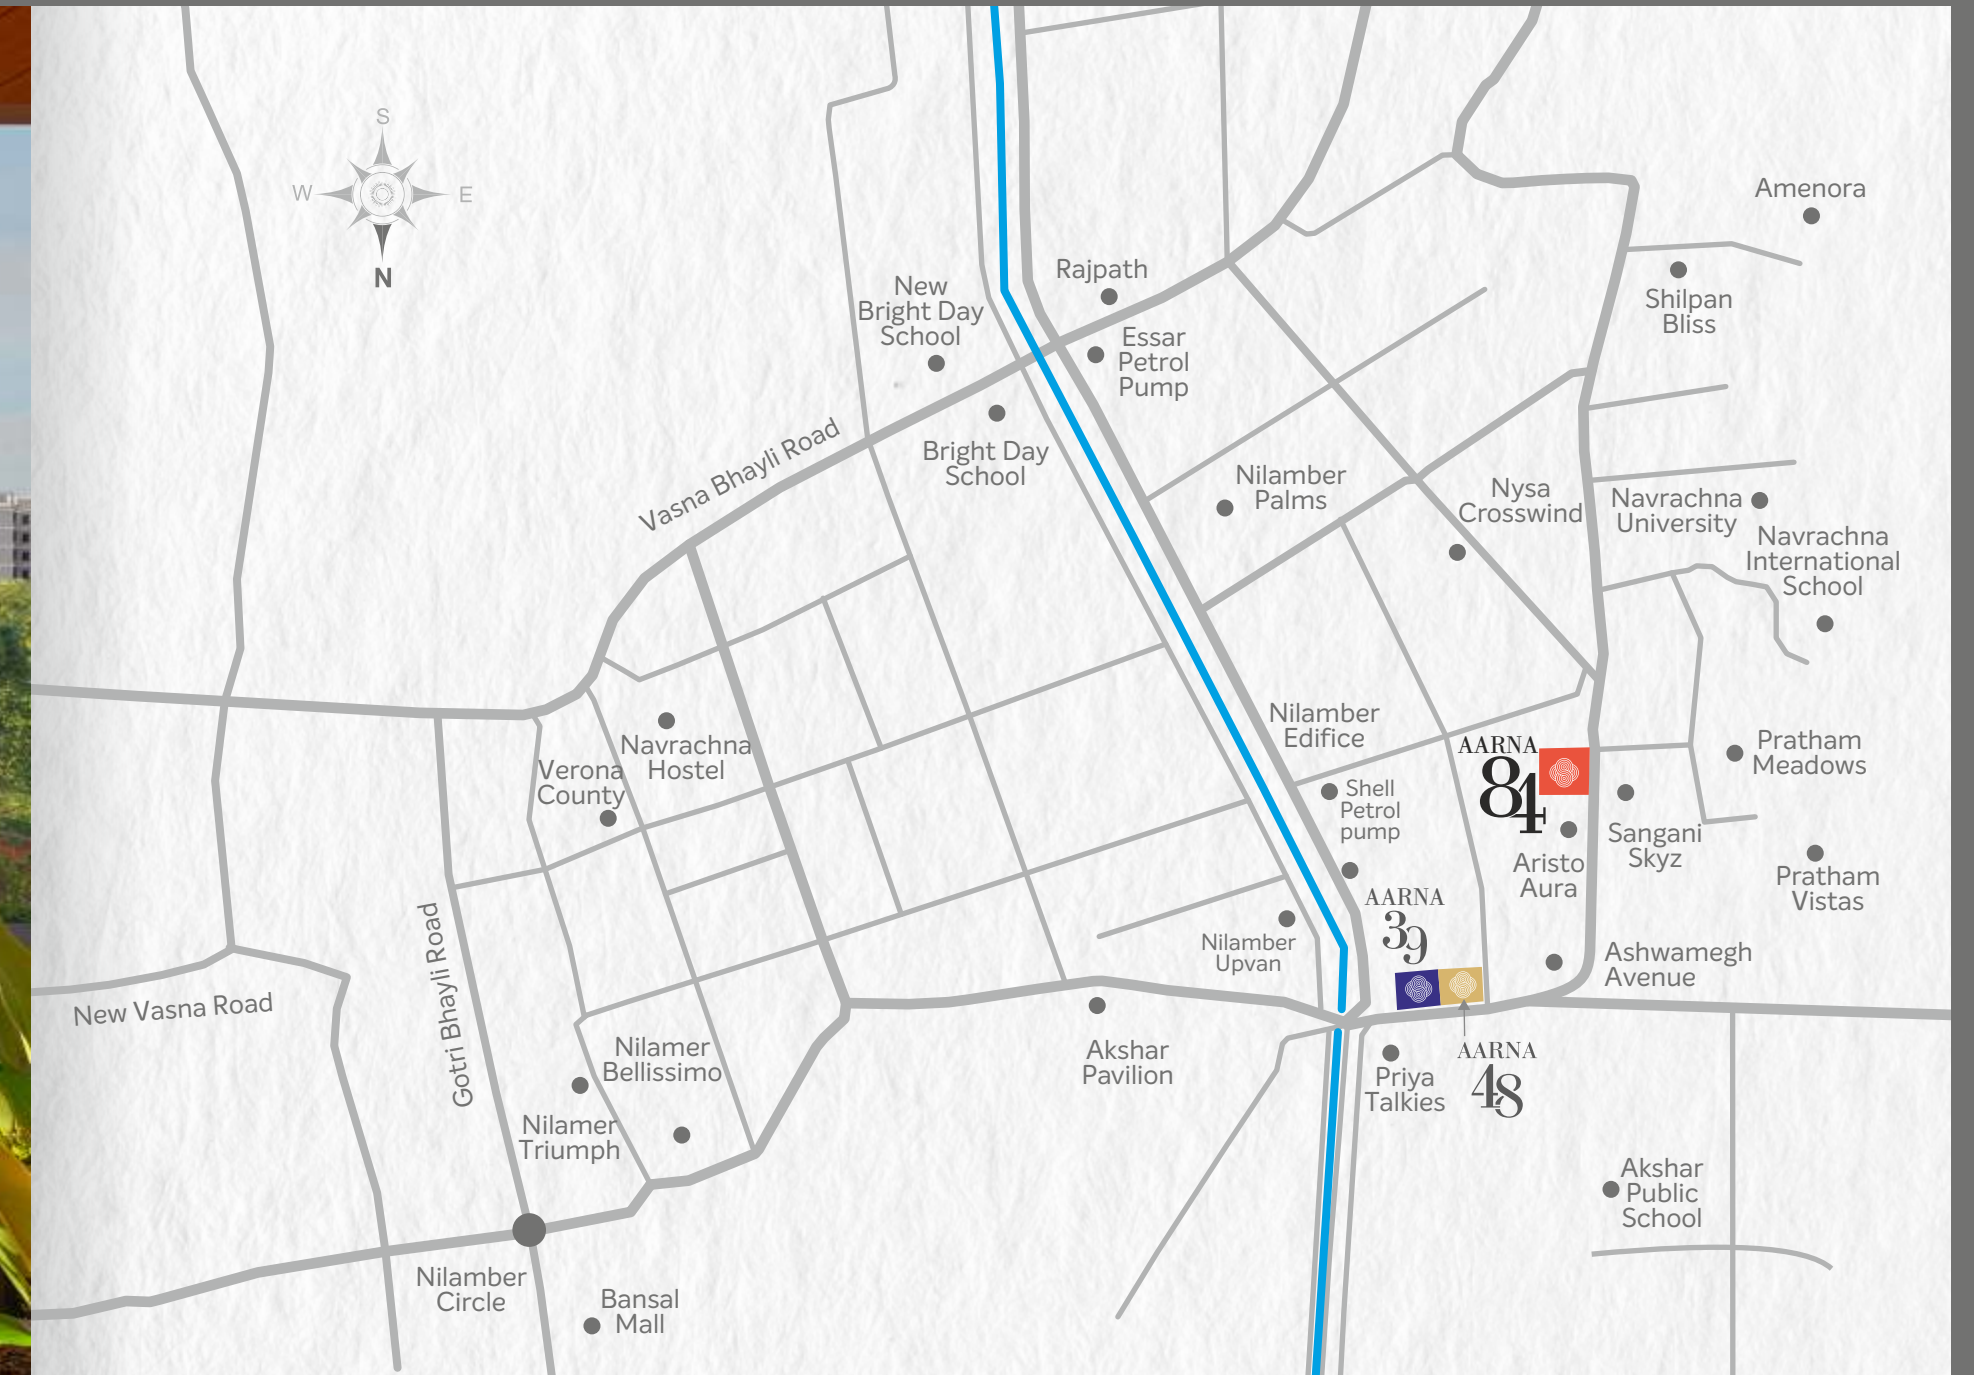 S
W
E
N
Amenora
Rajpath
New
Bright Day
School
Shilpan
Bliss
Essar
Petrol
Pump
Vasna Bhayli Road
Bright Day
School
Nilamber
Palms
Nysa
Crosswind
Navrachna
University
Navrachna
International
School
Nilamber
Edifice
Navrachna
Hostel
Verona
County
AARNA
84
Pratham
Meadows
Shell
Petrol
pump
Sangani
Skyz
Aristo
Aura
Pratham
Vistas
AARNA
39
Gotri Bhayli Road
Nilamber
Upvan
Ashwamegh
Avenue
New Vasna Road
Nilamer
Bellissimo
Akshar
Pavilion
Priya
Talkies
AARNA
48
Nilamer
Triumph
Akshar
Public
School
Nilamber
Circle
Bansal
Mall